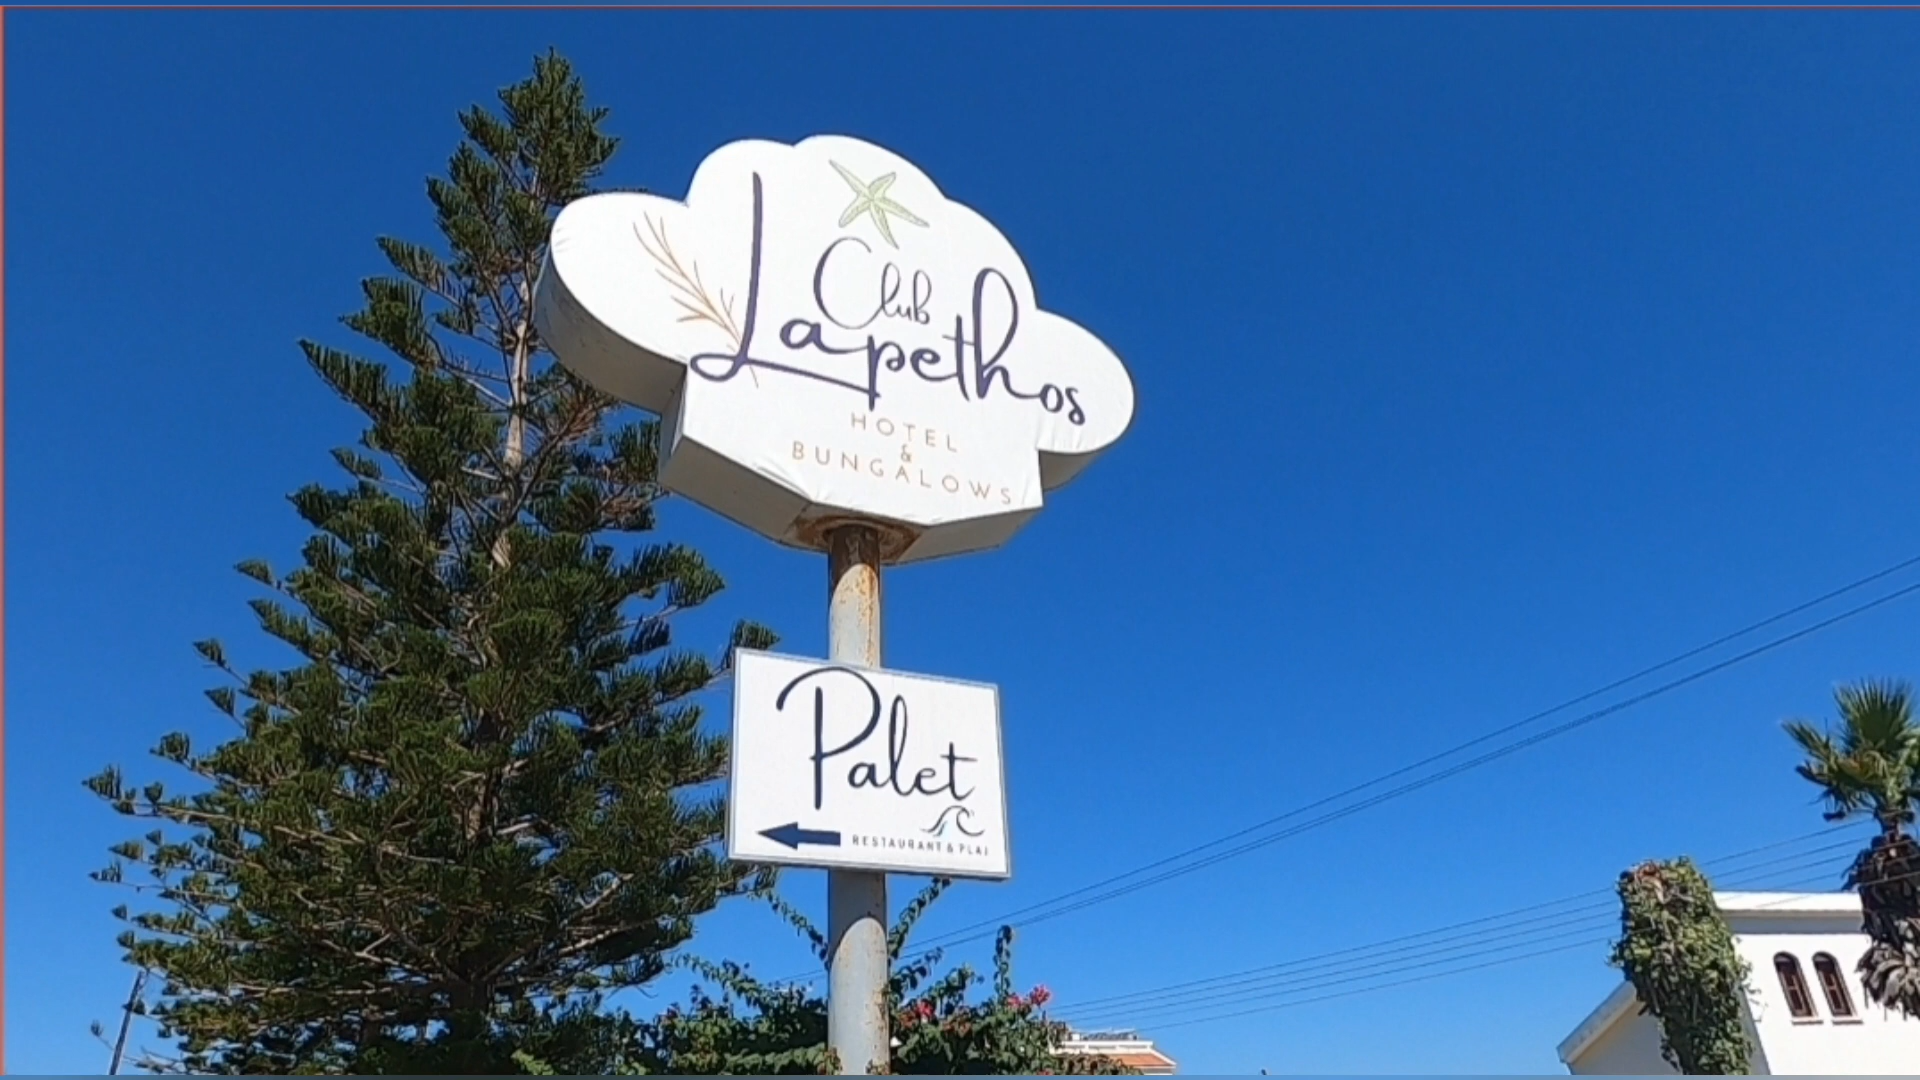 Club
Lapethos
HOTEL
&
BUNGALOWS
Palet
RESTAURANT & PLAJ